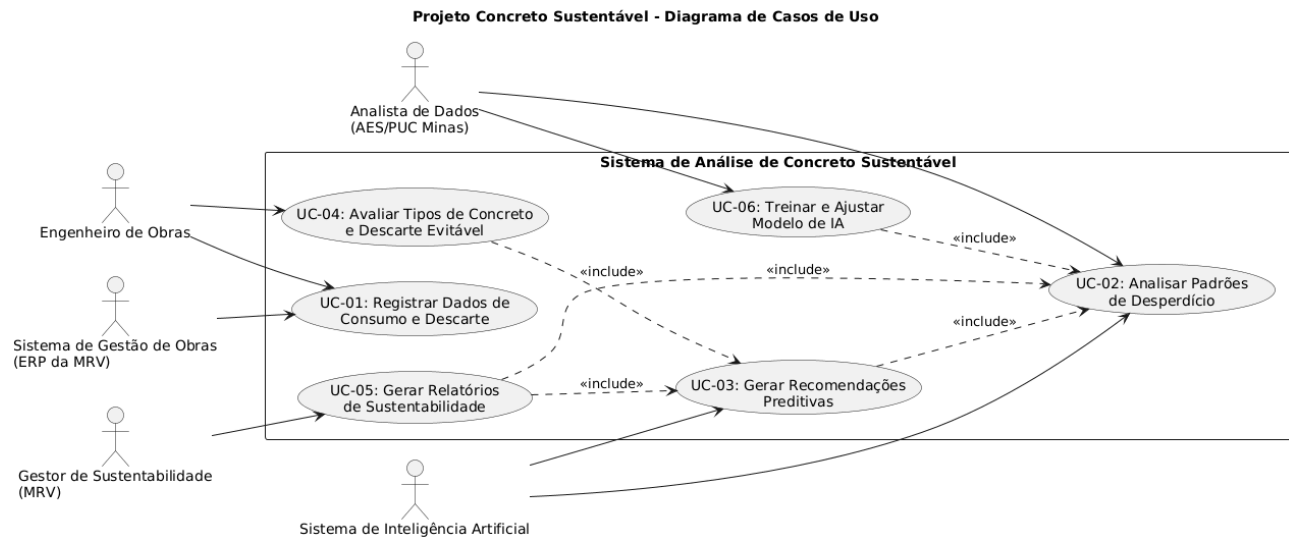 Projeto Concreto Sustentável - Diagrama de Casos de Uso
Analista de Dados
(AES/PUC Minas)
Sistema de Análise de Concreto Sustentável
Engenheiro de Obras
UC-04: Avaliar Tipos de Concreto
e Descarte Evitável
UC-06: Treinar e Ajustar
Modelo de IA
«include»
«include»
«include»
UC-02: Analisar Padrões
de Desperdício
Sistema de Gestão de Obras
(ERP da MRV)
UC-01: Registrar Dados de
Consumo e Descarte
«include»
UC-05: Gerar Relatórios
de Sustentabilidade
«include»
UC-03: Gerar Recomendações
Preditivas
Gestor de Sustentabilidade
(MRV)
Sistema de Inteligência Artificial